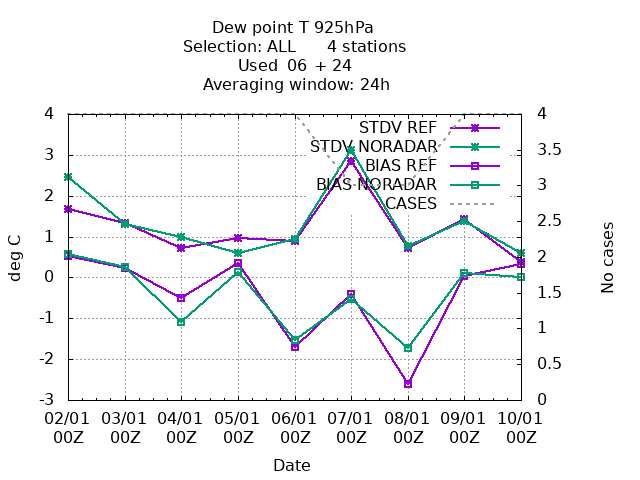 Dew point T 925hPa
Selection: ALL      4 stations
Used  06 + 24
Averaging window: 24h
STDV REF
STDV NORADAR
BIAS REF
BIAS NORADAR
CASES
4
3
2
1
0
-1
-2
-3
deg C
4
3.5
3
2.5
2
1.5
1
0.5
0
No cases
02/01 03/01 04/01 05/01 06/01 07/01 08/01 09/01 10/01
00Z 00Z 00Z 00Z 00Z 00Z 00Z 00Z 00Z
Date